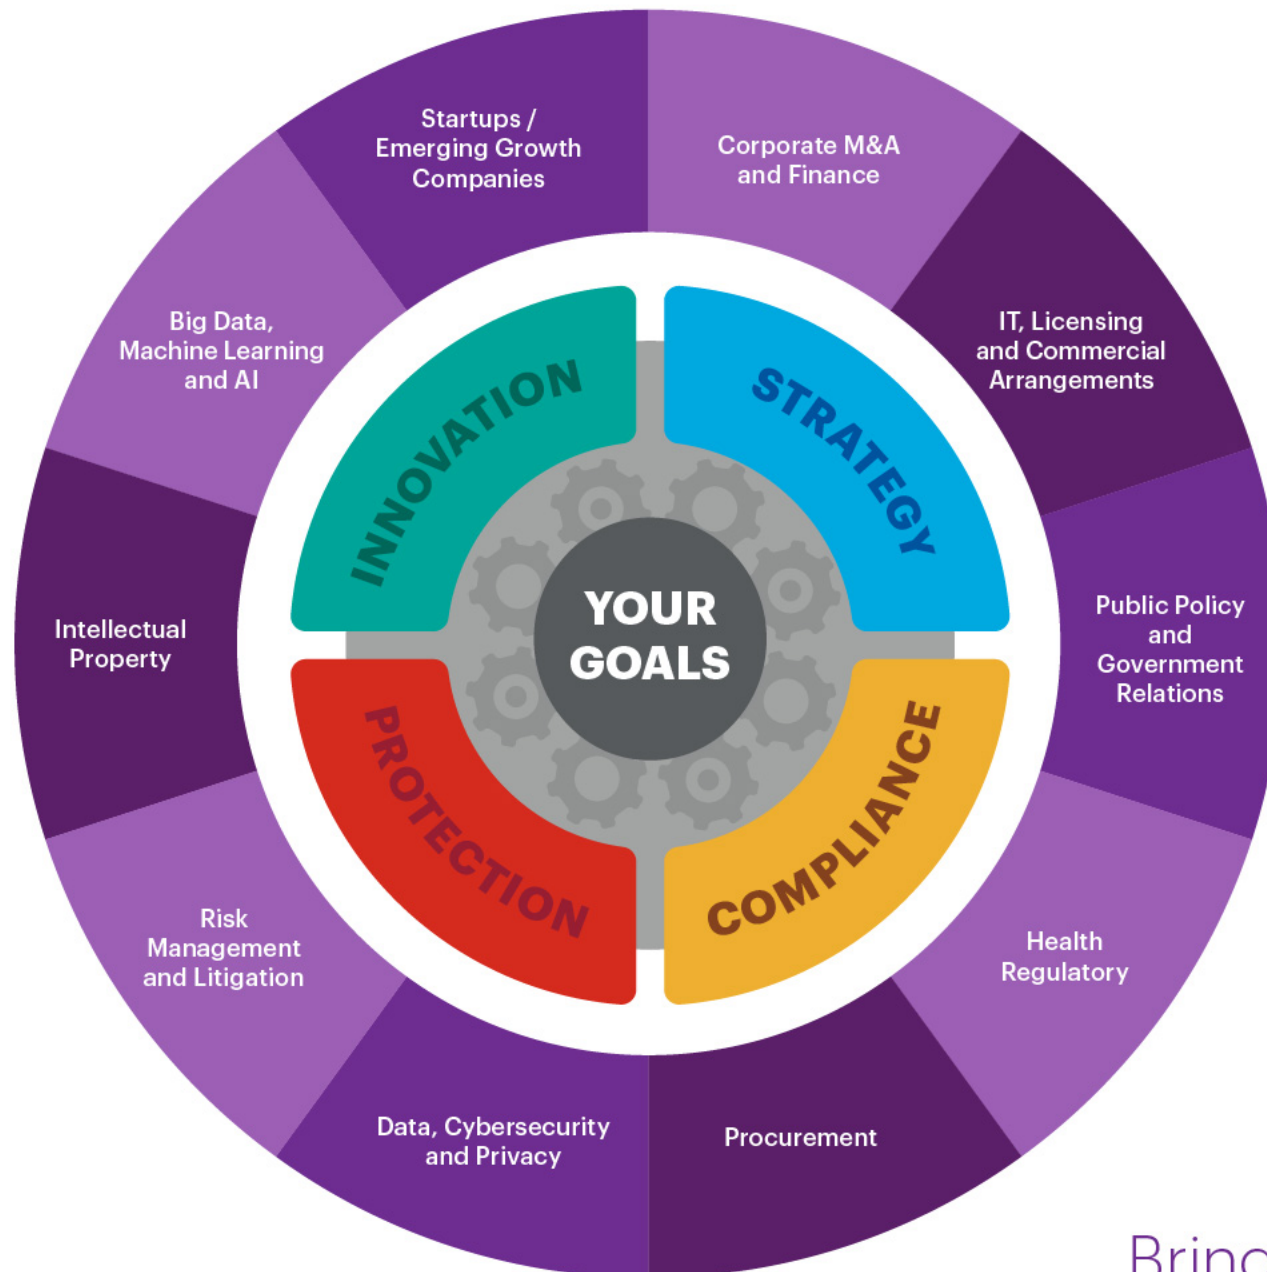 Startups /
Emerging Growth
Companies
Corporate M&A
and Finance
IT, Licensing
and Commercial
Arrangements
Public Policy
and
Government
Relations
Health
Regulatory
Procurement
Data, Cybersecurity
and Privacy
Risk
Management
and Litigation
Intellectual
Property
Big Data,
Machine Learning
and AI
INNOVATION
STRATEGY
COMPLIANCE
PROTECTION
YOUR
GOALS